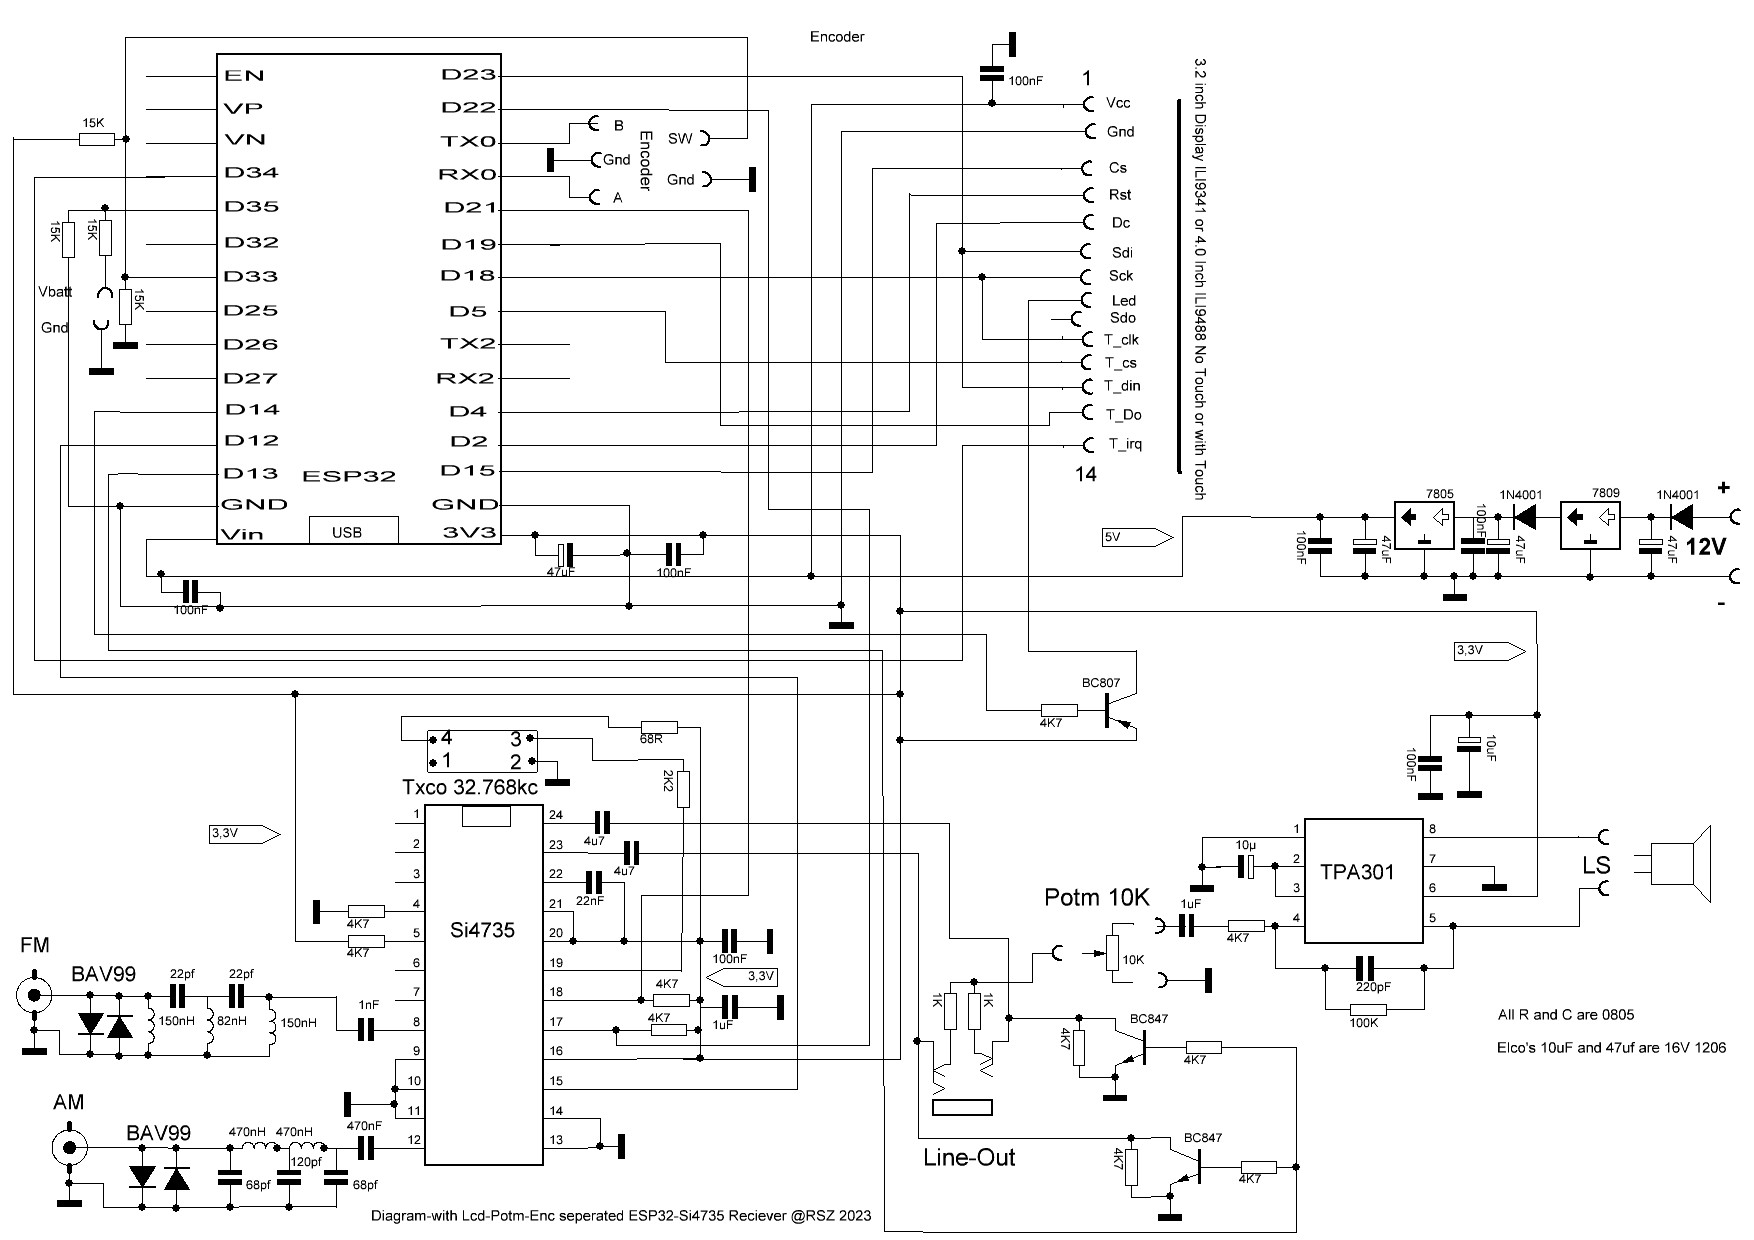 Encoder
EN
VP
VN
D34
D35
D32
D33
D25
D26
D27
D14
D12
D13
GND
Vin
D23
D22
TX0
RX0
D21
D19
D18
D5
TX2
RX2
D4
D2
D15
GND
3V3
ESP32
USB
15K
15K
15K
15K
Vbatt
Gnd
B
Gnd
A
Encoder
SW
Gnd
100nF
1
Vcc
Gnd
Cs
Rst
Dc
Sdi
Sck
Led
Sdo
T_clk
T_cs
T_din
T_Do
T_irq
14
3.2 inch Display ILI9341 or 4.0 Inch ILI9488 No Touch or with Touch
100nF
47uF
100nF
5V
100nF
47uF
7805
100nF
1N4001
47uF
7809
47uF
1N4001
+
12V
-
3,3V
BC807
4K7
100nF
10uF
68R
4
3
1
2
Txco 32.768kc
2K2
3,3V
1
2
3
4
5
6
7
8
9
10
11
12
24
23
22
21
20
19
18
17
16
15
14
13
Si4735
4K7
4K7
4u7
4u7
22nF
100nF
3,3V
4K7
1uF
4K7
FM
BAV99
22pf
22pf
150nH
82nH
150nH
1nF
AM
BAV99
470nH
470nH
470nF
120pf
68pf
68pf
Potm 10K
10K
1uF
4K7
10µ
1
2
3
4
8
7
6
5
TPA301
LS
220pF
100K
1K
1K
Line-Out
BC847
4K7
4K7
BC847
4K7
4K7
All R and C are 0805
Elco's 10uF and 47uf are 16V 1206
Diagram-with Lcd-Potm-Enc seperated ESP32-Si4735 Reciever @RSZ 2023